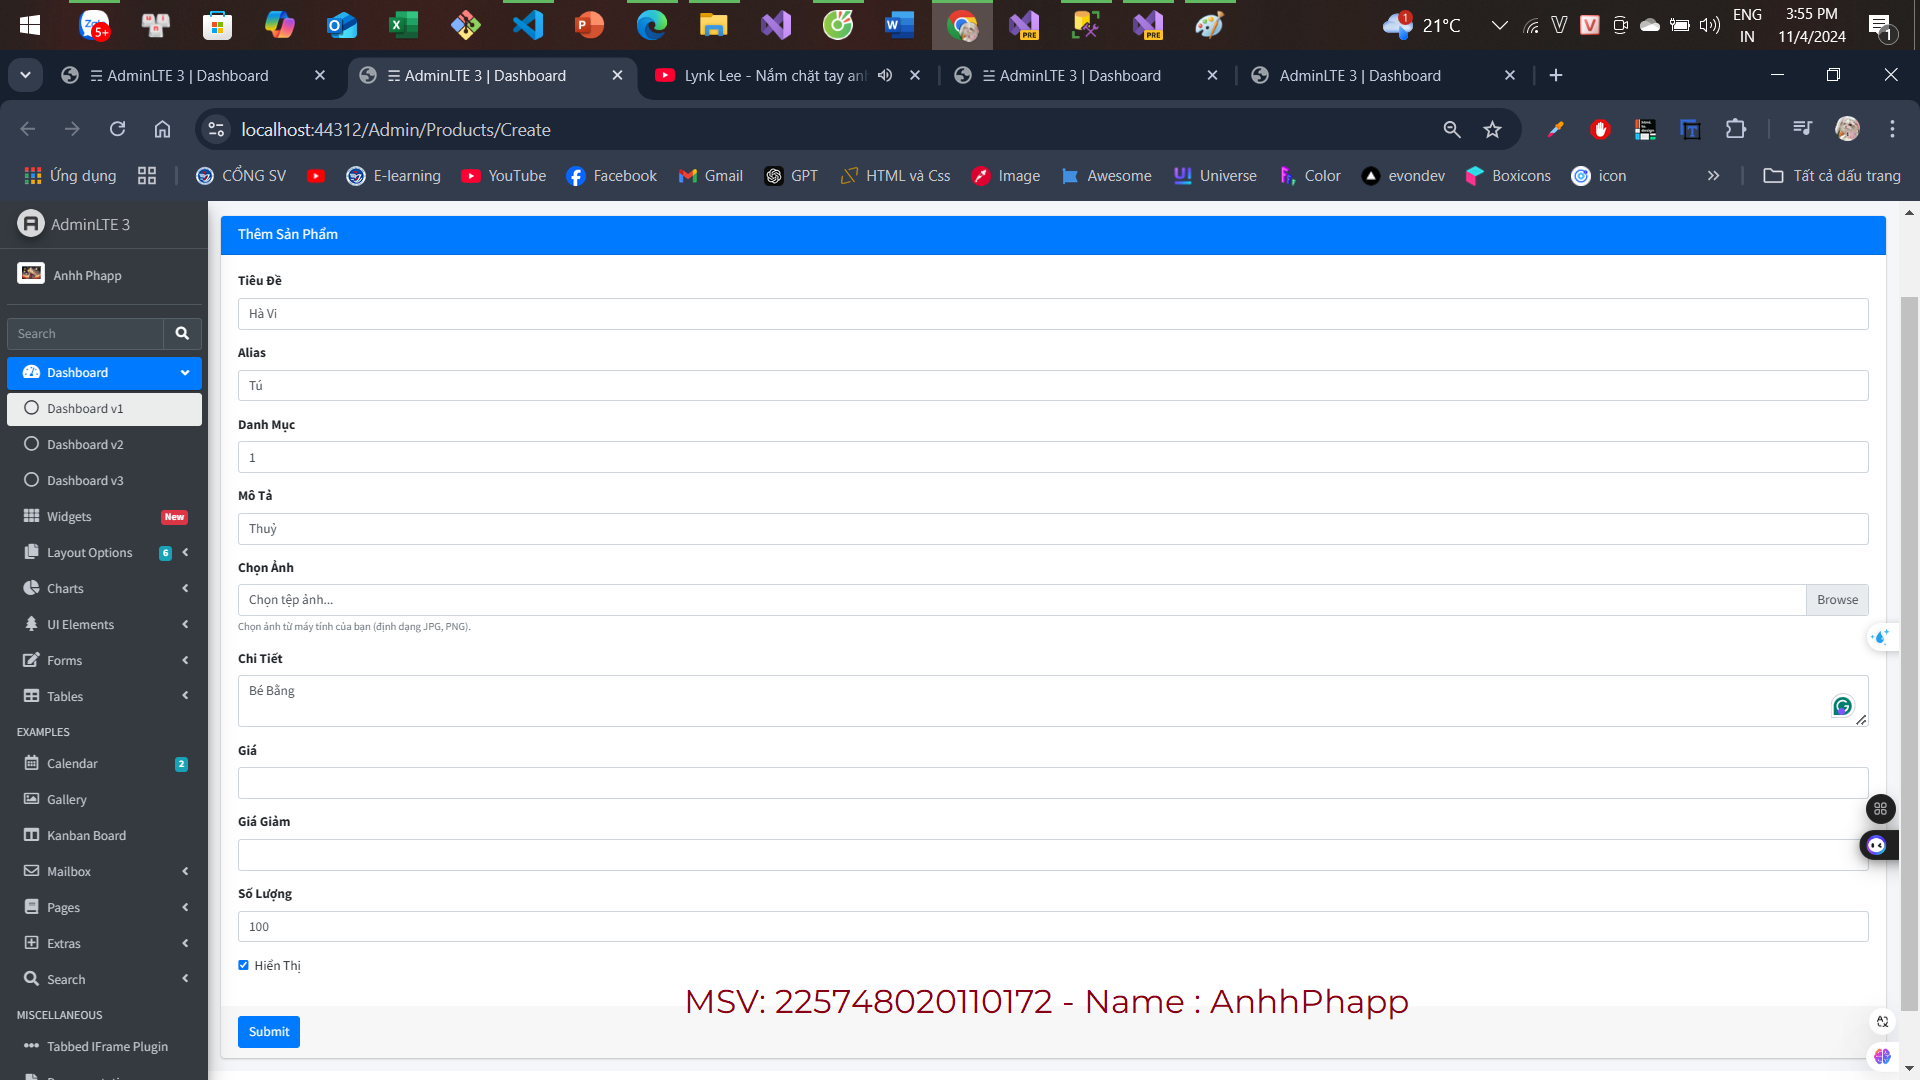 5+
1
21°C
ENG
IN
3:55 PM
11/4/2024
1
AdminLTE 3 | Dashboard
AdminLTE 3 | Dashboard
Lynk Lee - Nắm chặt tay anh
AdminLTE 3 | Dashboard
AdminLTE 3 | Dashboard
localhost:44312/Admin/Products/Create
Ứng dụng
CỔNG SV
E-learning
YouTube
Facebook
Gmail
GPT
HTML và Css
Image
Awesome
Universe
Color
evondev
Boxicons
icon
Tất cả dấu trang
AdminLTE 3
Anhh Phapp
Search
Dashboard
Dashboard v1
Dashboard v2
Dashboard v3
Widgets
New
Layout Options
6
Charts
UI Elements
Forms
Tables
EXAMPLES
Calendar
2
Gallery
Kanban Board
Mailbox
Pages
Extras
Search
MISCELLANEOUS
Tabbed IFrame Plugin
Thêm Sản Phẩm
Tiêu Đề
Hà Vi
Alias
Tú
Danh Mục
1
Mô Tả
Thuỷ
Chọn Ảnh
Chọn tệp ảnh...
Browse
Chọn ảnh từ máy tính của bạn (định dạng JPG, PNG).
Chi Tiết
Bé Bằng
Giá
Giá Giảm
Số Lượng
100
Hiển Thị
MSV: 225748020110172 - Name : AnhhPhapp
Submit